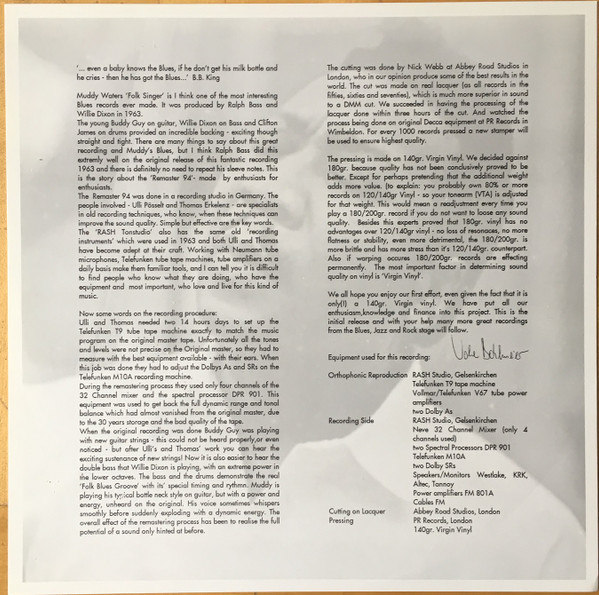 '... even a baby knows the Blues, if he don't get his milk bottle and
he cries - then he has got the Blues...' B.B. King
Muddy Waters 'Folk Singer' is I think one of the most interesting
Blues records ever made. It was produced by Ralph Bass and
Willie Dixon in 1963.
The young Buddy Guy on guitar, Willie Dixon on Bass and Clifton
James on drums provided an incredible backing - exciting though
straight and tight. There are many things to say about this great
recording and Muddy's Blues, but I think Ralph Bass did this
extremely well on the original release of this fantastic recording
1963 and there is definitely no need to repeat his sleeve notes. This
is the story about the 'Remaster 94'- made by enthusiasts for
enthusiasts.
The Remaster 94 was done in a recording studio in Germany. The
people involved - Ulli Pösselt and Thomas Erkelenz - are specialists
in old recording techniques, who know, when these techniques can
improve the sound quality. Simple but effective are the key words.
The 'RASH Tonstudio' also has the same old 'recording
instruments' which were used in 1963 and both Ulli and Thomas
have become adept at their craft. Working with Neumann tube
microphones, Telefunken tube tape machines, tube amplifiers on a
daily basis make them familiar tools, and I can tell you it is difficult
to find people who know what they are doing, who have the
equipment and most important, who love and live for this kind of
music.
Now some words on the recording procedure:
Ulli and Thomas needed two 14 hours days to set up the
Telefunken T9 tube tape machine exactly to match the music
program on the original master tape. Unfortunately all the tones
and levels were not precise on the Original master, so they had to
measure with the best equipment available - with their ears. When
this job was done they had to adjust the Dolbys As and SRs on the
Telefunken M10A recording machine.
During the remastering process they used only four channels of the
32 Channel mixer and the spectral processor DPR 901. This
equipment was used to get back the full dynamic range and tonal
balance which had almost vanished from the original master, due
to the 30 years storage and the bad quality of the tape.
When the original recording was done Buddy Guy was playing
with new guitar strings - this could not be heard properly,or even
noticed - but after Ulli's and Thomas' work you can hear the
exciting sustenance of new strings! Now it is also easier to hear the
double bass that Willie Dixon is playing, with an extreme power in
the lower octaves. The bass and the drums demonstrate the real
'Folk Blues Groove' with its' special timing and rythmn. Muddy is
playing his typical bottle neck style on guitar, but with a power and
energy, unheard on the original. His voice sometimes whispers
smoothly before suddenly exploding with a dynamic energy. The
overall effect of the remastering process has been to realise the full
potential of a sound only hinted at before.
The cutting was done by Nick Webb at Abbey Road Studios in
London, who in our opinion produce some of the best results in the
world. The cut was made on real lacquer (as all records in the
fifties, sixties and seventies), which is much more superior in sound
to a DMM cut. We succeeded in having the processing of the
lacquer done within three hours of the cut. And watched the
process being done on original Decca equipment at PR Records in
Wimbeldon. For every 1000 records pressed a new stamper will
be used to ensure highest quality.
The pressing is made on 140gr. Virgin Vinyl. We decided against
180gr. because quality has not been conclusively proved to be
better. Except for perhaps pretending that the additional weight
adds more value. (to explain: you probably own 80% or more
records on 120/140gr Vinyl - so your tonearm (VTA) is adjusted
for that weight. This would mean a readjustment every time you
play a 180/200gr. record if you do not want to loose any sound
quality. Besides this experts proved that 180gr. vinyl has no
advantages over 120/140gr vinyl - no loss of resonaces, no more
flatness or stability, even more detrimental, the 180/200gr. is
more brittle and has more stress than it's 120/140gr. counterpart.
Also if warping occures 180/200gr. records are effecting
permanently. The most important factor in determining sound
quality on vinyl is 'Virgin Vinyl'.
We all hope you enjoy our first effort, even given the fact that it is
only(!) a 140gr. Virgin vinyl. We have put all our
enthusiasm,knowledge and finance into this project. This is the
initial release and with your help many more great recordings
from the Blues, Jazz and Rock stage will follow.
Equipment used for this recording:
Orthophonic Reproduction RASH Studio, Gelsenkirchen
Telefunken T9 tape machine
Vollmar/Telefunken V67 tube power
amplifiers
two Dolby As
Recording Side RASH Studio, Gelsenkirchen
Neve 32 Channel Mixer (only 4
channels used)
two Spectral Processors DPR 901
Telefunken M10A
two Dolby SRs
Speakers/Monitors Westlake, KRK,
Altec, Tannoy
Power amplifiers FM 801A
Cables FM
Cutting on Lacquer Abbey Road Studios, London
Pressing PR Records, London
140gr. Virgin Vinyl